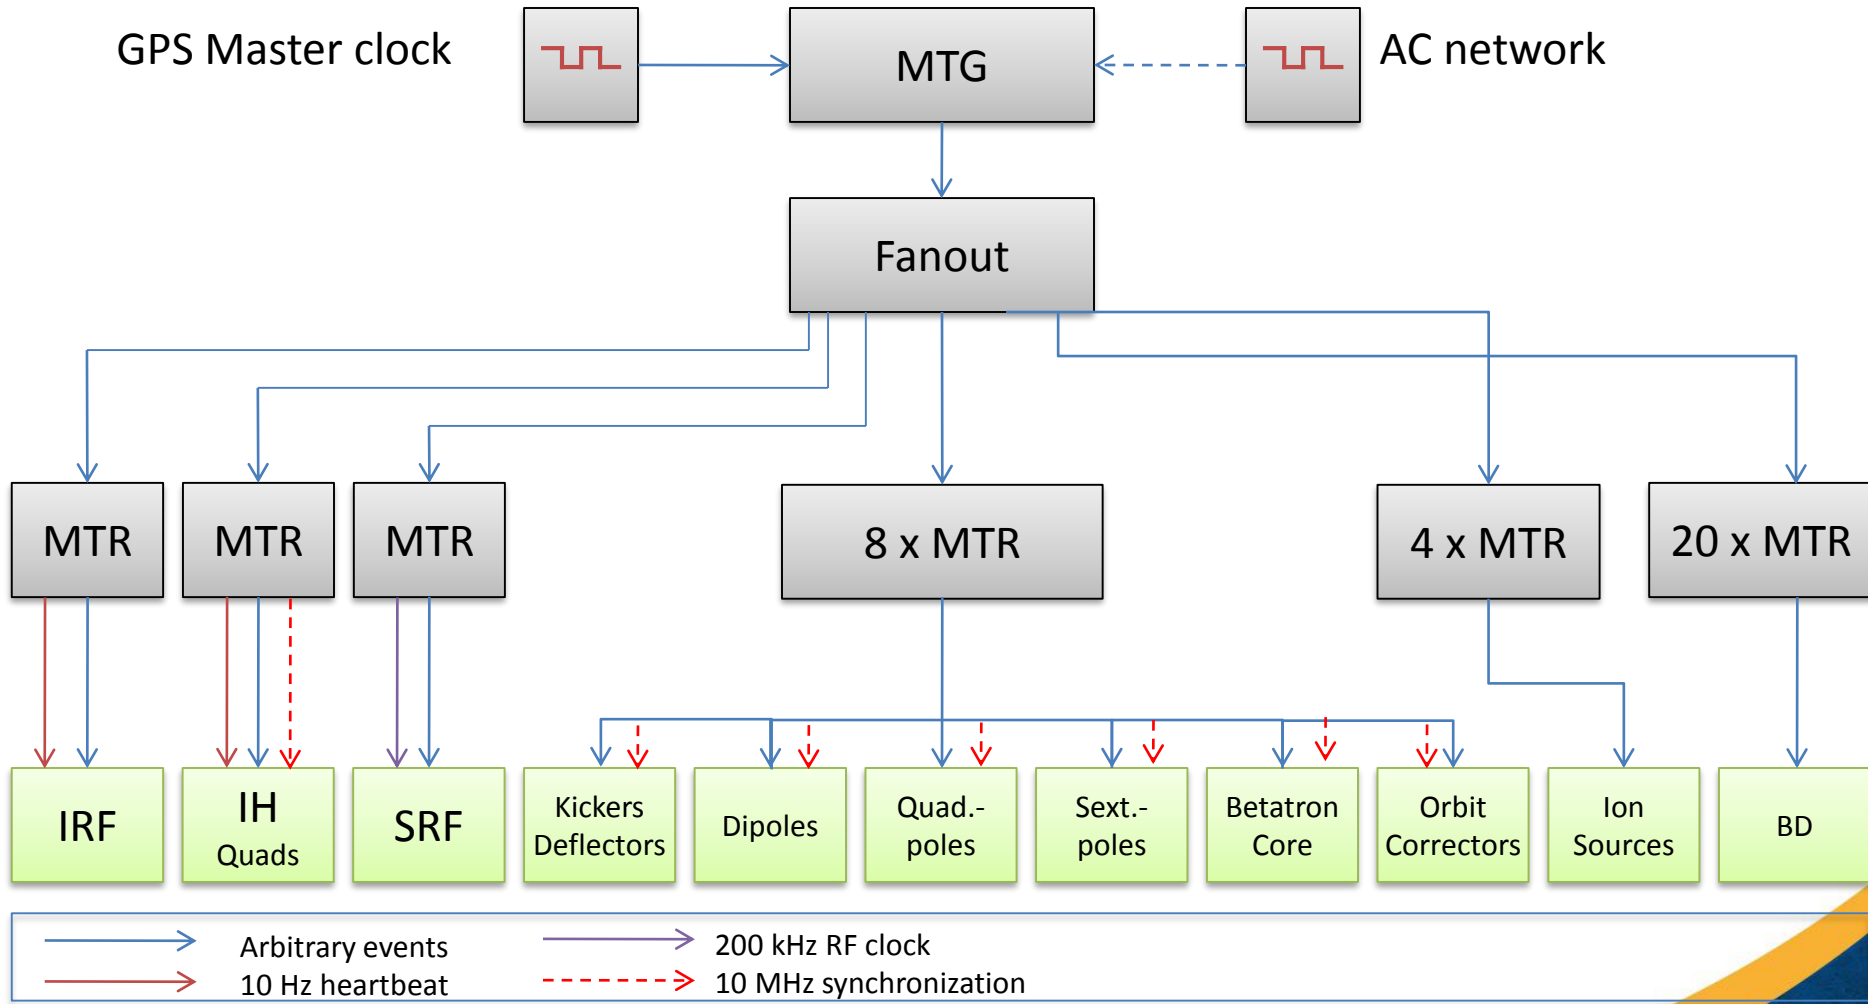 GPS Master clock
MTG
AC network
Fanout
MTR
MTR
MTR
8 x MTR
4 x MTR
20 x MTR
IRF
IH
Quads
SRF
Kickers
Deflectors
Dipoles
Quad.-
poles
Sext.-
poles
Betatron
Core
Orbit
Correctors
Ion
Sources
BD
Arbitrary events
200 kHz RF clock
10 Hz heartbeat
10 MHz synchronization